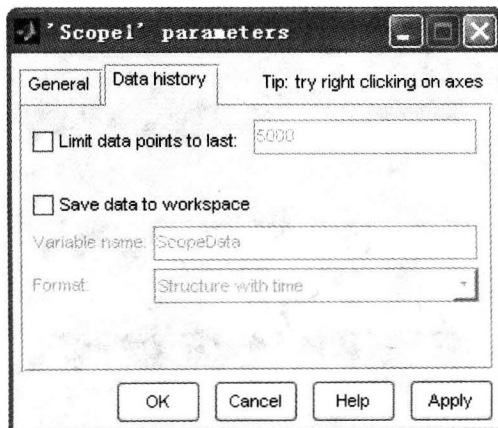 'Scope1' parameters
General Data history Tip: try right clicking on axes
Limit data points to last: 5000
Save data to workspace
Variable name: ScopeData
Format: Structure with time
OK Cancel Help Apply